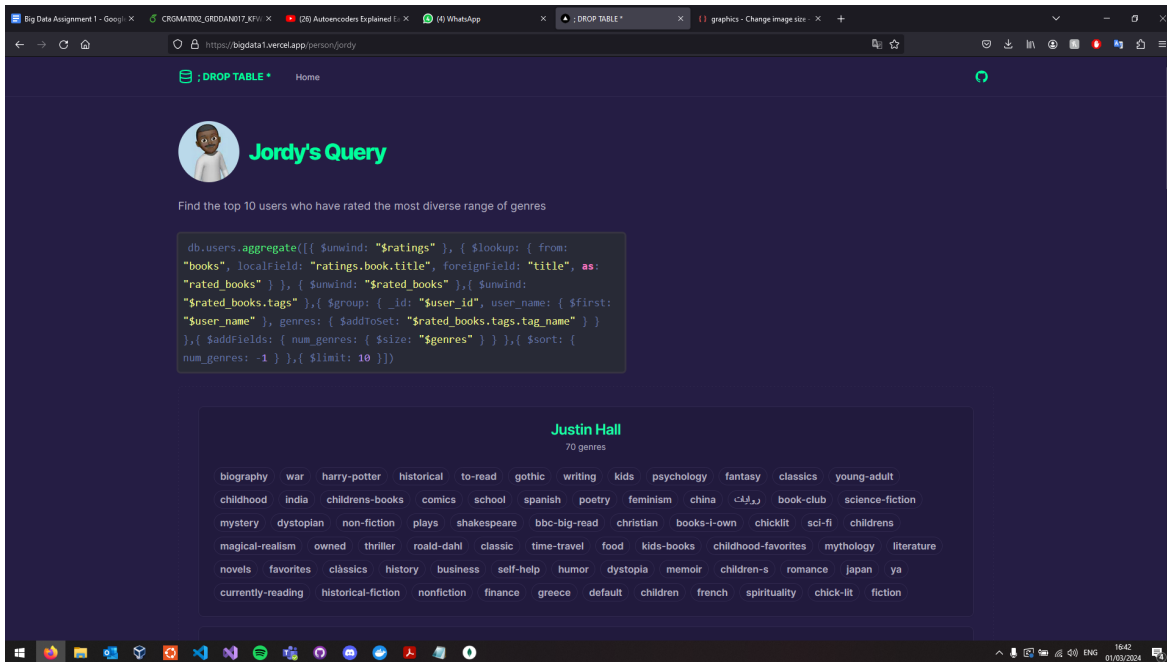 Big Data Assignment 1 - Google
CRGMAT002_GRDDAN017_KFW
(26) Autoencoders Explained Ea
(4) WhatsApp
; DROP TABLE *
graphics - Change image size -
https://bigdata1.vercel.app/person/jordy
; DROP TABLE *
Home
Jordy's Query
Find the top 10 users who have rated the most diverse range of genres
db.users.aggregate([{ $unwind: "$ratings" }, { $lookup: { from:
"books", localField: "ratings.book.title", foreignField: "title", as:
"rated_books" } }, { $unwind: "$rated_books" },{ $unwind:
"$rated_books.tags" },{ $group: { _id: "$user_id", user_name: { $first:
"$user_name" }, genres: { $addToSet: "$rated_books.tags.tag_name" } }
},{ $addFields: { num_genres: { $size: "$genres" } } },{ $sort: {
num_genres: -1 } },{ $limit: 10 }])
Justin Hall
70 genres
biography war harry-potter historical to-read gothic writing kids psychology fantasy classics young-adult
childhood india childrens-books comics school spanish poetry feminism china روايات book-club science-fiction
mystery dystopian non-fiction plays shakespeare bbc-big-read christian books-i-own chicklit sci-fi childrens
magical-realism owned thriller roald-dahl classic time-travel food kids-books childhood-favorites mythology literature
novels favorites clàssics history business self-help humor dystopia memoir children-s romance japan ya
currently-reading historical-fiction nonfiction finance greece default children french spirituality chick-lit fiction
ENG
16:42
01/03/2024